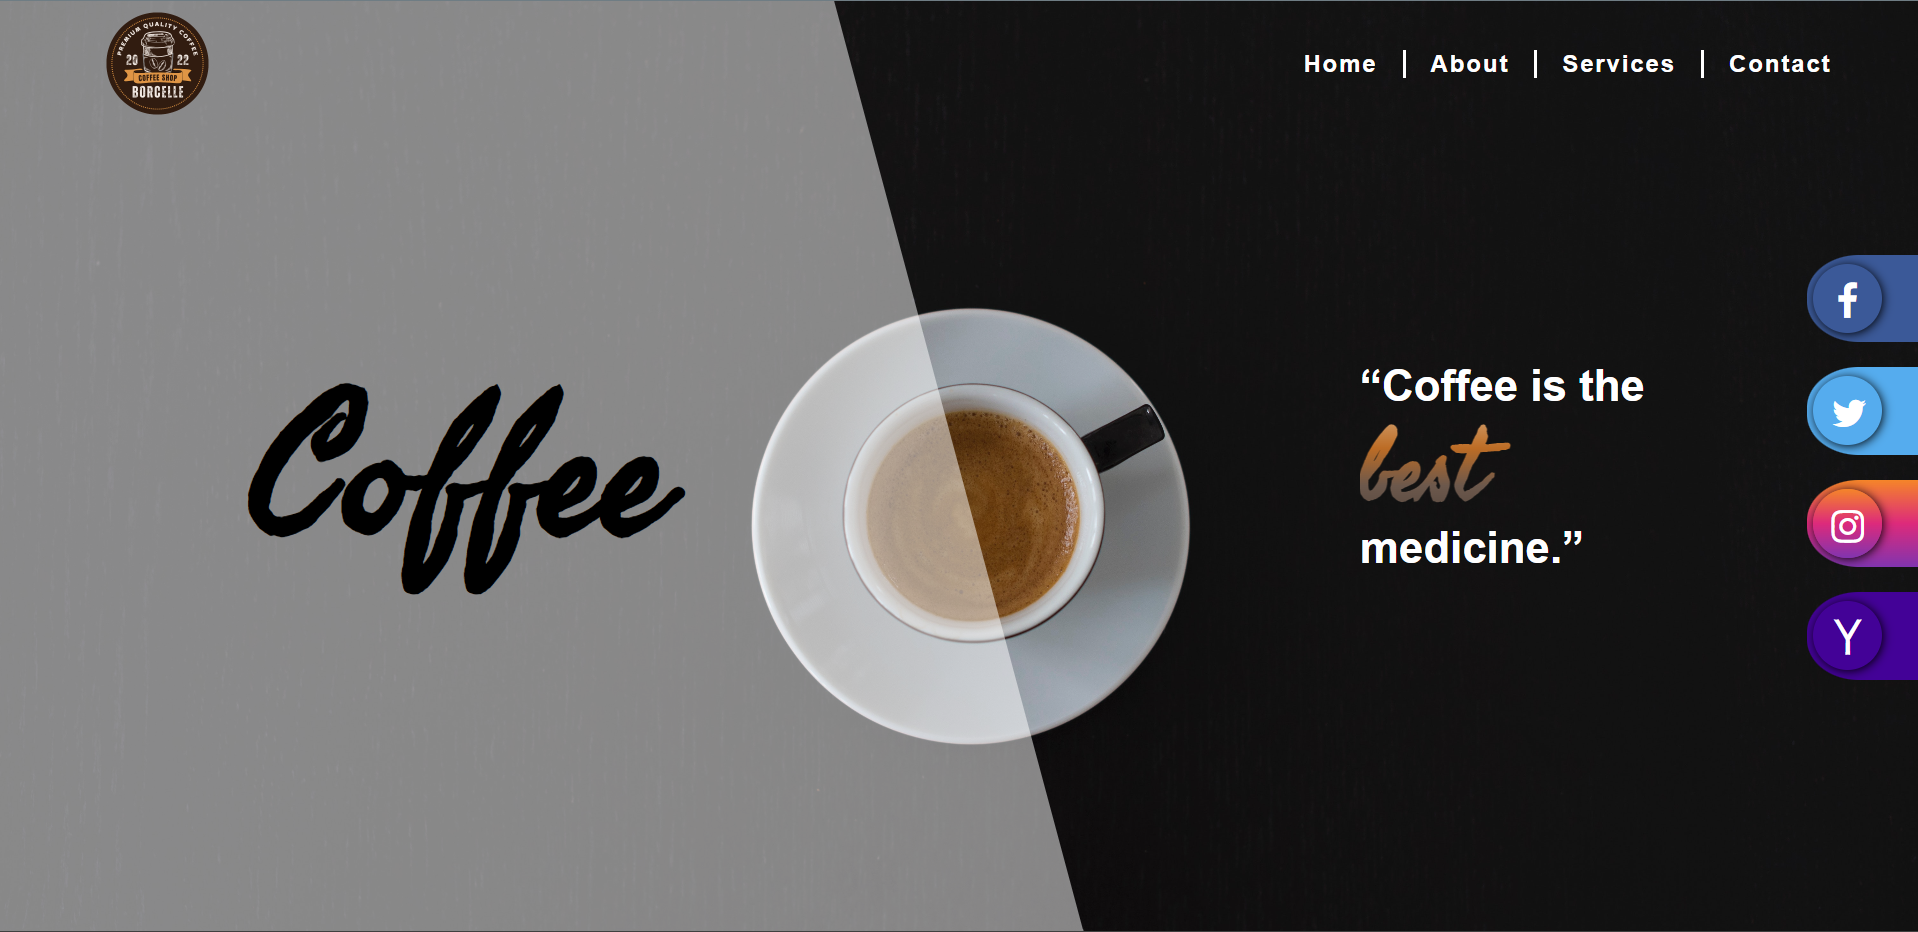 PREMIUM QUALITY COFFEE
20 22
COFFEE SHOP
BORCELLE
Home
About
Services
Contact
Coffee
“Coffee is the
best
medicine.”